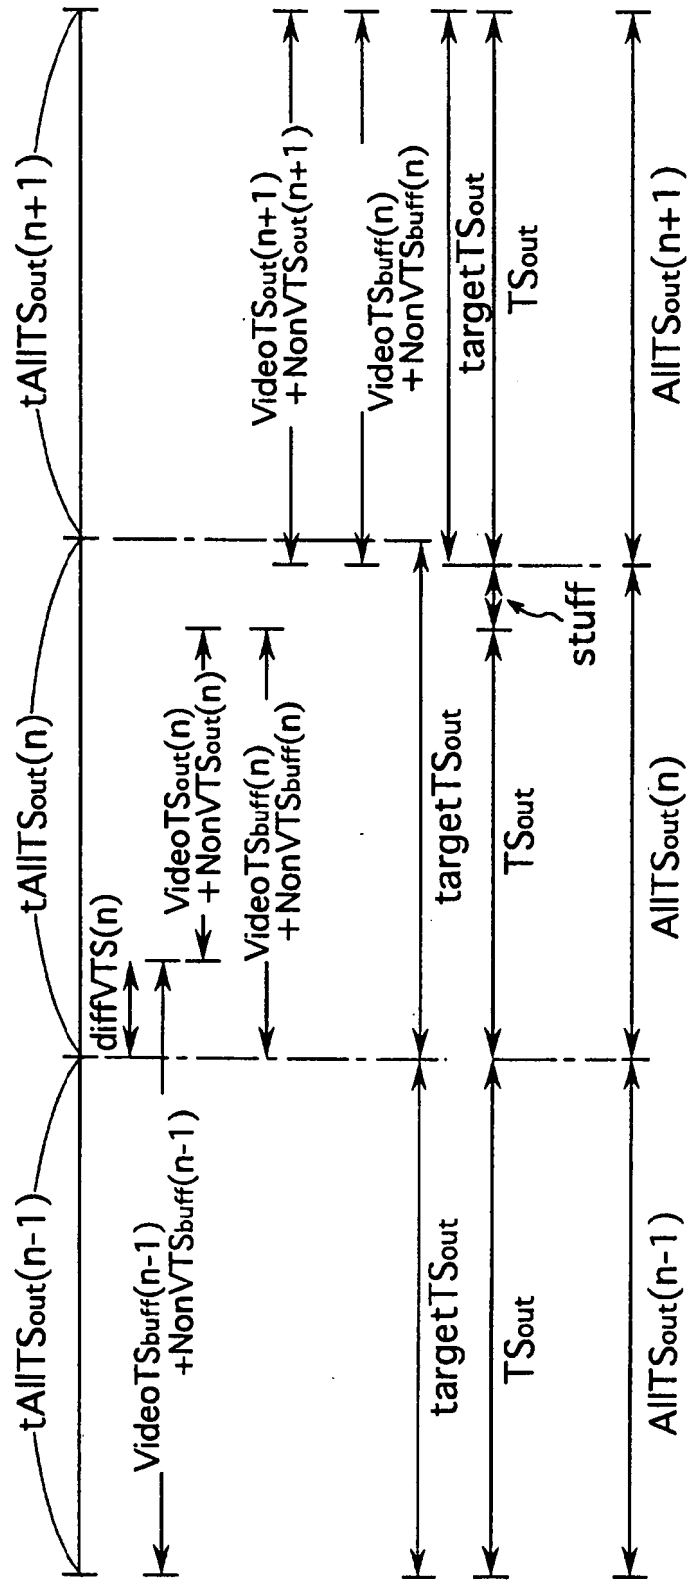 tAllTSout(n-1)
tAllTSout(n)
tAllTSout(n+1)
diffVTS(n)
VideoTSbuff(n-1)
+NonVTSbuff(n-1)
VideoTSout(n)
+NonVTSout(n)
VideoTSout(n+1)
+NonVTSout(n+1)
VideoTSbuff(n)
+NonVTSbuff(n)
VideoTSbuff(n)
+NonVTSbuff(n)
targetTSout
targetTSout
targetTSout
TSout
TSout
TSout
stuff
AllTSout(n-1)
AllTSout(n)
AllTSout(n+1)